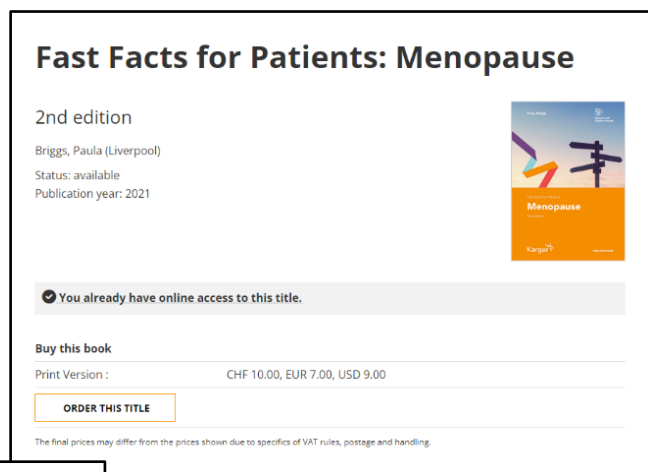 Fast Facts for Patients: Menopause
2nd edition
Briggs, Paula (Liverpool)
Status: available
Publication year: 2021
Menopause
Karger
You already have online access to this title.
Buy this book
Print Version : CHF 10.00, EUR 7.00, USD 9.00
ORDER THIS TITLE
The final prices may differ from the prices shown due to specifics of VAT rules, postage and handling.